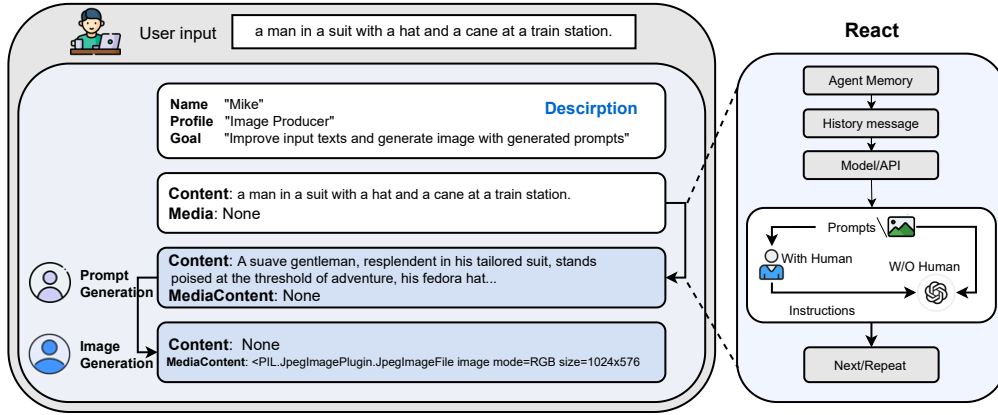 User input
a man in a suit with a hat and a cane at a train station.
Name "Mike"
Descirption
Profile "Image Producer"
Goal "Improve input texts and generate image with generated prompts"
Content: a man in a suit with a hat and a cane at a train station.
Media: None
Prompt
Generation
Content: A suave gentleman, resplendent in his tailored suit, stands
poised at the threshold of adventure, his fedora hat...
MediaContent: None
Image
Generation
Content: None
MediaContent: <PIL.JpegImagePlugin.JpegImageFile image mode=RGB size=1024x576
React
Agent Memory
History message
Model/API
Prompts
With Human
W/O Human
Instructions
Next/Repeat